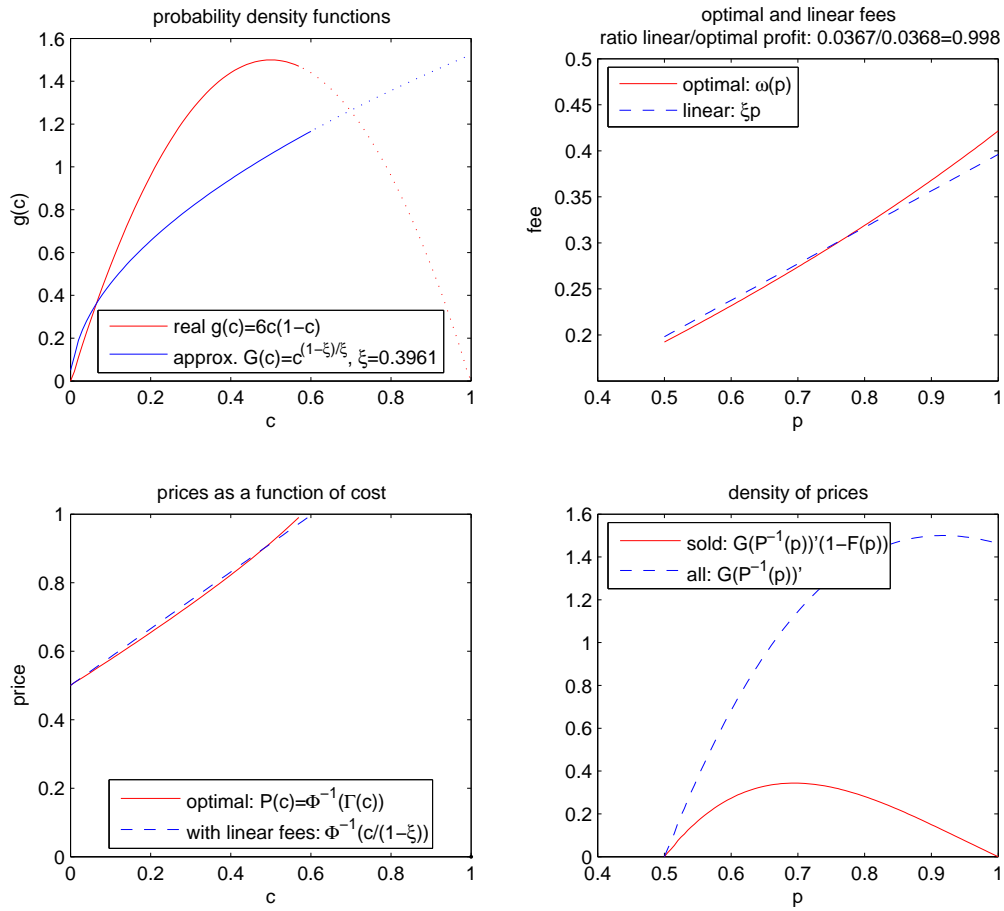 probability density functions
1.6
1.4
1.2
1
0.8
0.6
0.4
0.2
0
g(c)
real g(c)=6c(1−c)
approx. G(c)=c^{(1−ξ)/ξ}, ξ=0.3961
0 0.2 0.4 0.6 0.8 1
c
optimal and linear fees
ratio linear/optimal profit: 0.0367/0.0368=0.998
0.5
0.45
0.4
0.35
0.3
0.25
0.2
fee
optimal: ω(p)
linear: ξp
0.4 0.5 0.6 0.7 0.8 0.9 1
p
prices as a function of cost
1
0.8
0.6
0.4
0.2
0
price
optimal: P(c)=Φ^{−1}(Γ(c))
with linear fees: Φ^{−1}(c/(1−ξ))
0 0.2 0.4 0.6 0.8 1
c
density of prices
1.6
1.4
1.2
1
0.8
0.6
0.4
0.2
0
sold: G(P^{−1}(p))'(1−F(p))
all: G(P^{−1}(p))'
0.4 0.5 0.6 0.7 0.8 0.9 1
p